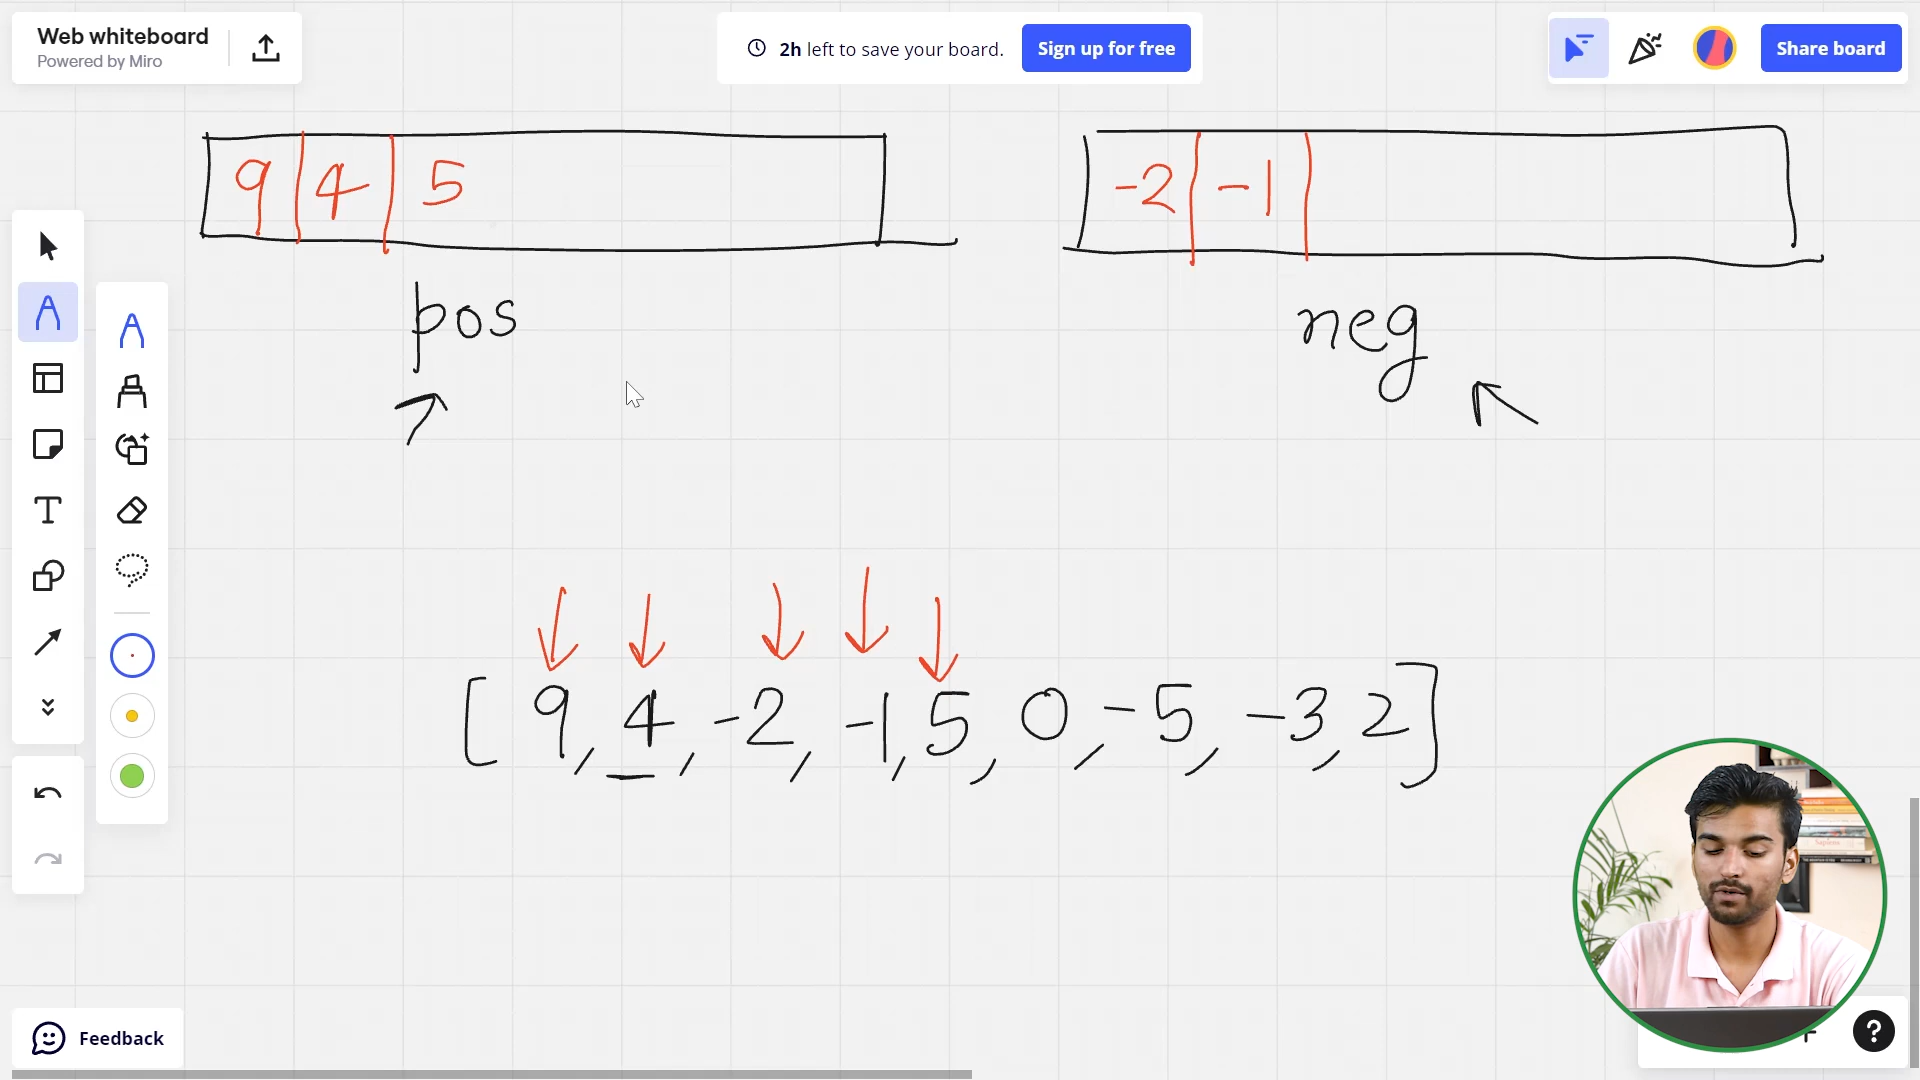 Web whiteboard
Powered by Miro
2h left to save your board.
Sign up for free
Share board
9 4 5
-2 -1
pos
neg
[ 9, 4, -2, -1, 5, 0, -5, -3, 2]
Feedback
?